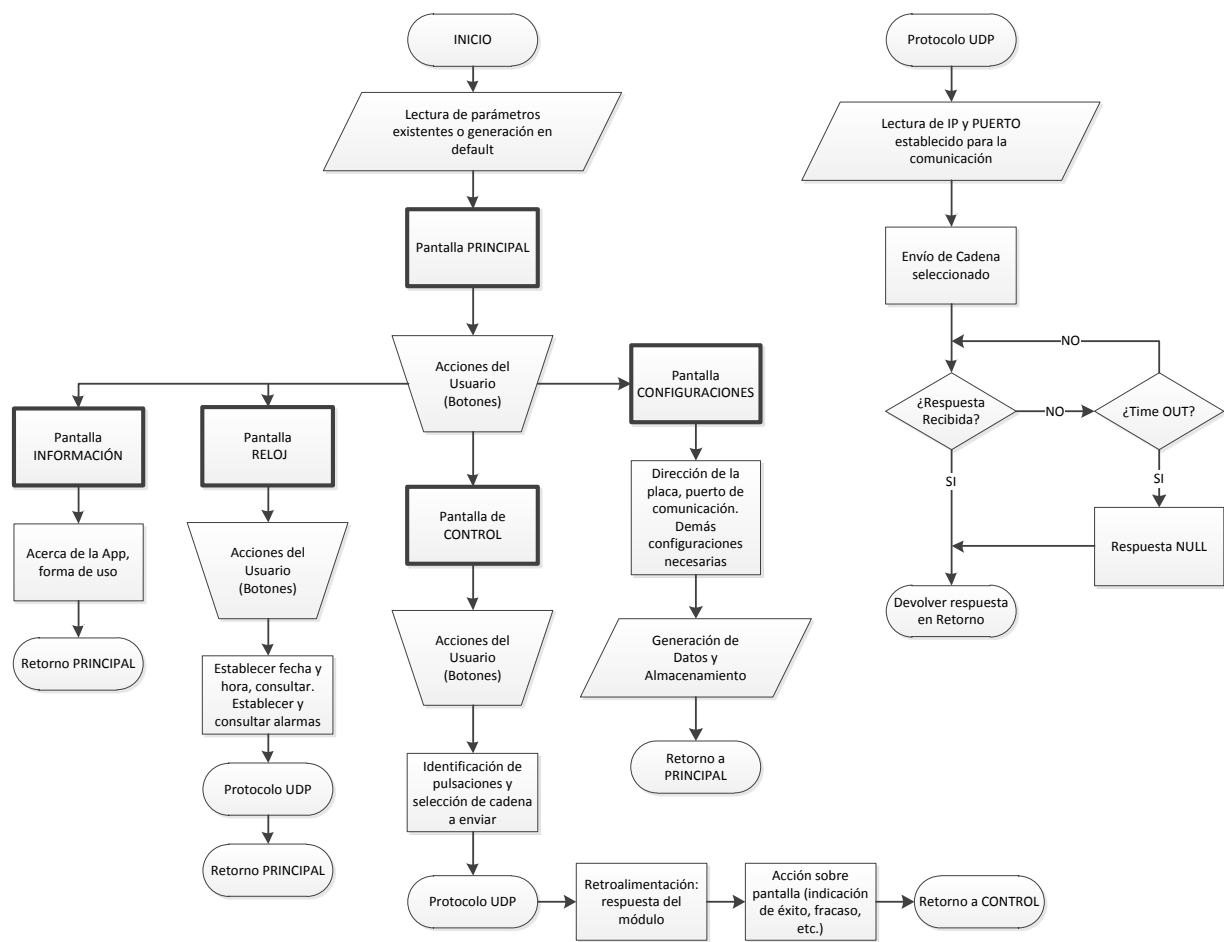 INICIO
Lectura de parámetros
existentes o generación en
default
Pantalla PRINCIPAL
Acciones del
Usuario
(Botones)
Pantalla
INFORMACIÓN
Acerca de la App,
forma de uso
Retorno PRINCIPAL
Pantalla
RELOJ
Acciones del
Usuario
(Botones)
Establecer fecha y
hora, consultar.
Establecer y
consultar alarmas
Protocolo UDP
Retorno PRINCIPAL
Pantalla de
CONTROL
Acciones del
Usuario
(Botones)
Identificación de
pulsaciones y
selección de cadena
a enviar
Protocolo UDP
Retroalimentación:
respuesta del
módulo
Acción sobre
pantalla (indicación
de éxito, fracaso,
etc.)
Retorno a CONTROL
Pantalla
CONFIGURACIONES
Dirección de la
placa, puerto de
comunicación.
Demás
configuraciones
necesarias
Generación de
Datos y
Almacenamiento
Retorno a
PRINCIPAL
Protocolo UDP
Lectura de IP y PUERTO
establecido para la
comunicación
Envío de Cadena
seleccionado
NO
¿Respuesta
Recibida?
NO
¿Time OUT?
SI
SI
Respuesta NULL
Devolver respuesta
en Retorno